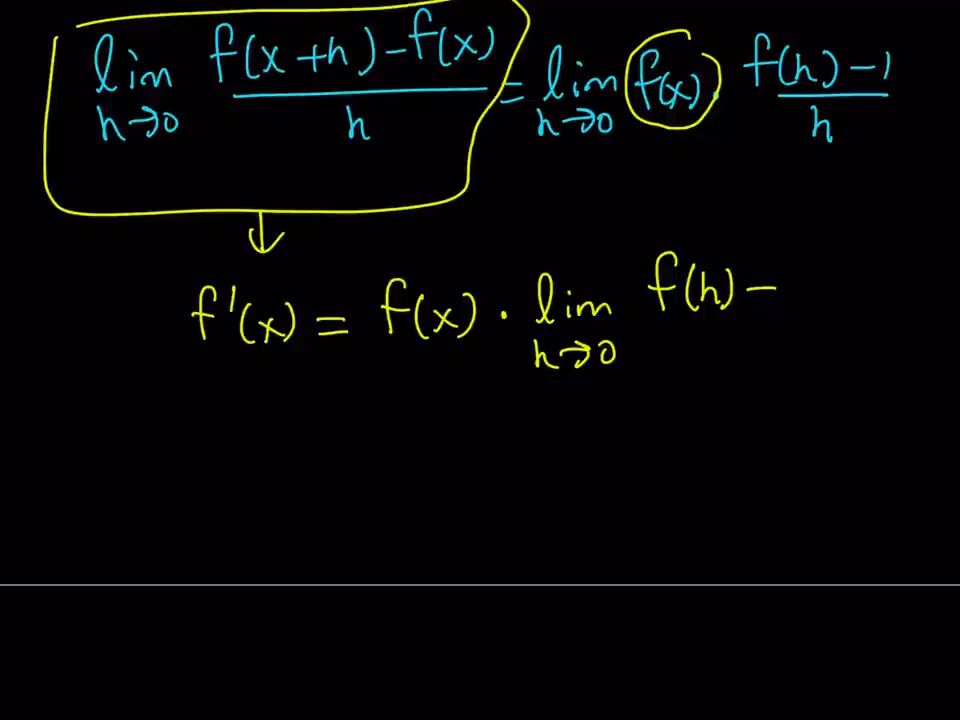 lim h→0 f(x+h)-f(x) / h = lim h→0 f(x) · f(h)-1 / h
f'(x) = f(x) · lim h→0 f(h)-